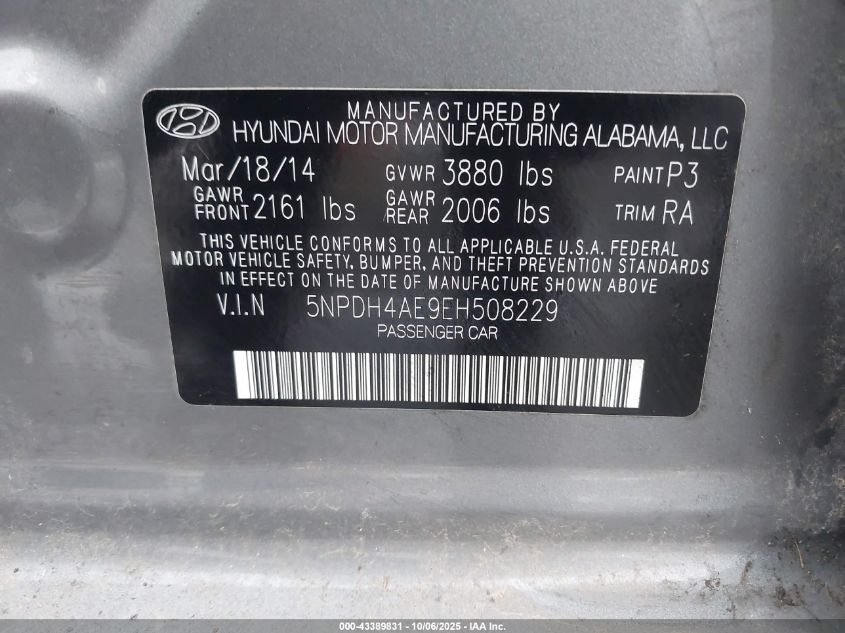 MANUFACTURED BY
HYUNDAI MOTOR MANUFACTURING ALABAMA, LLC
Mar/18/14 GVWR 3880 lbs PAINT P3
GAWR FRONT 2161 lbs GAWR REAR 2006 lbs TRIM RA
THIS VEHICLE CONFORMS TO ALL APPLICABLE U.S.A. FEDERAL
MOTOR VEHICLE SAFETY, BUMPER, AND THEFT PREVENTION STANDARDS
IN EFFECT ON THE DATE OF MANUFACTURE SHOWN ABOVE
V.I.N 5NPDH4AE9EH508229
PASSENGER CAR
000-43389831 - 10/06/2025 - IAA Inc.